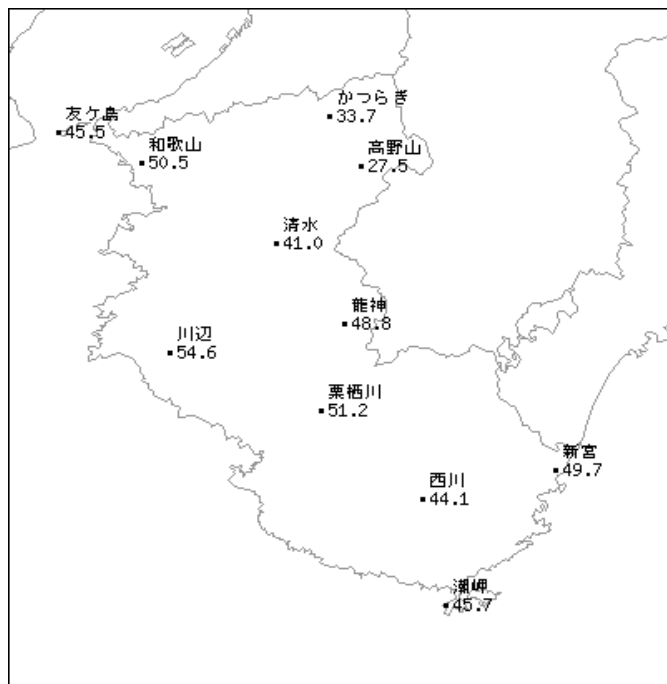 かつらぎ
33.7
友ケ島
45.5
和歌山
50.5
高野山
27.5
清水
41.0
龍神
48.8
川辺
54.6
栗栖川
51.2
新宮
49.7
西川
44.1
潮岬
45.7